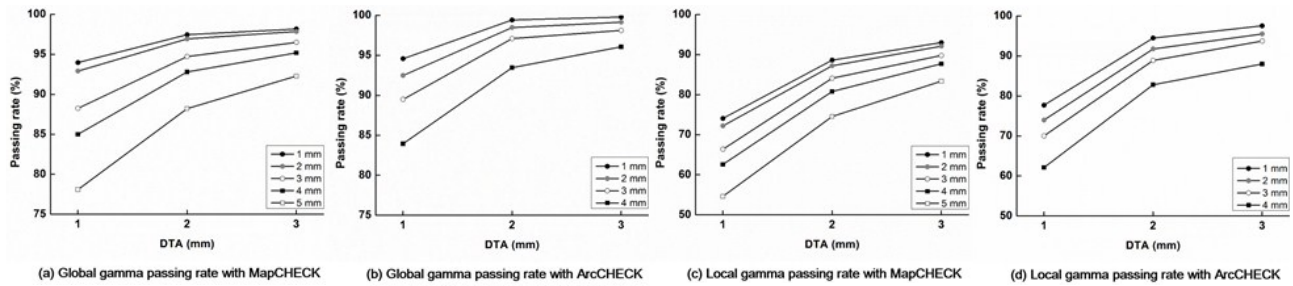 100
95
90
85
80
75
Passing rate (%)
1 mm
2 mm
3 mm
4 mm
5 mm
1 2 3
DTA (mm)
(a) Global gamma passing rate with MapCHECK
100
95
90
85
80
75
Passing rate (%)
1 mm
2 mm
3 mm
4 mm
1 2 3
DTA (mm)
(b) Global gamma passing rate with ArcCHECK
100
90
80
70
60
50
Passing rate (%)
1 mm
2 mm
3 mm
4 mm
5 mm
1 2 3
DTA (mm)
(c) Local gamma passing rate with MapCHECK
100
90
80
70
60
50
Passing rate (%)
1 mm
2 mm
3 mm
4 mm
1 2 3
DTA (mm)
(d) Local gamma passing rate with ArcCHECK